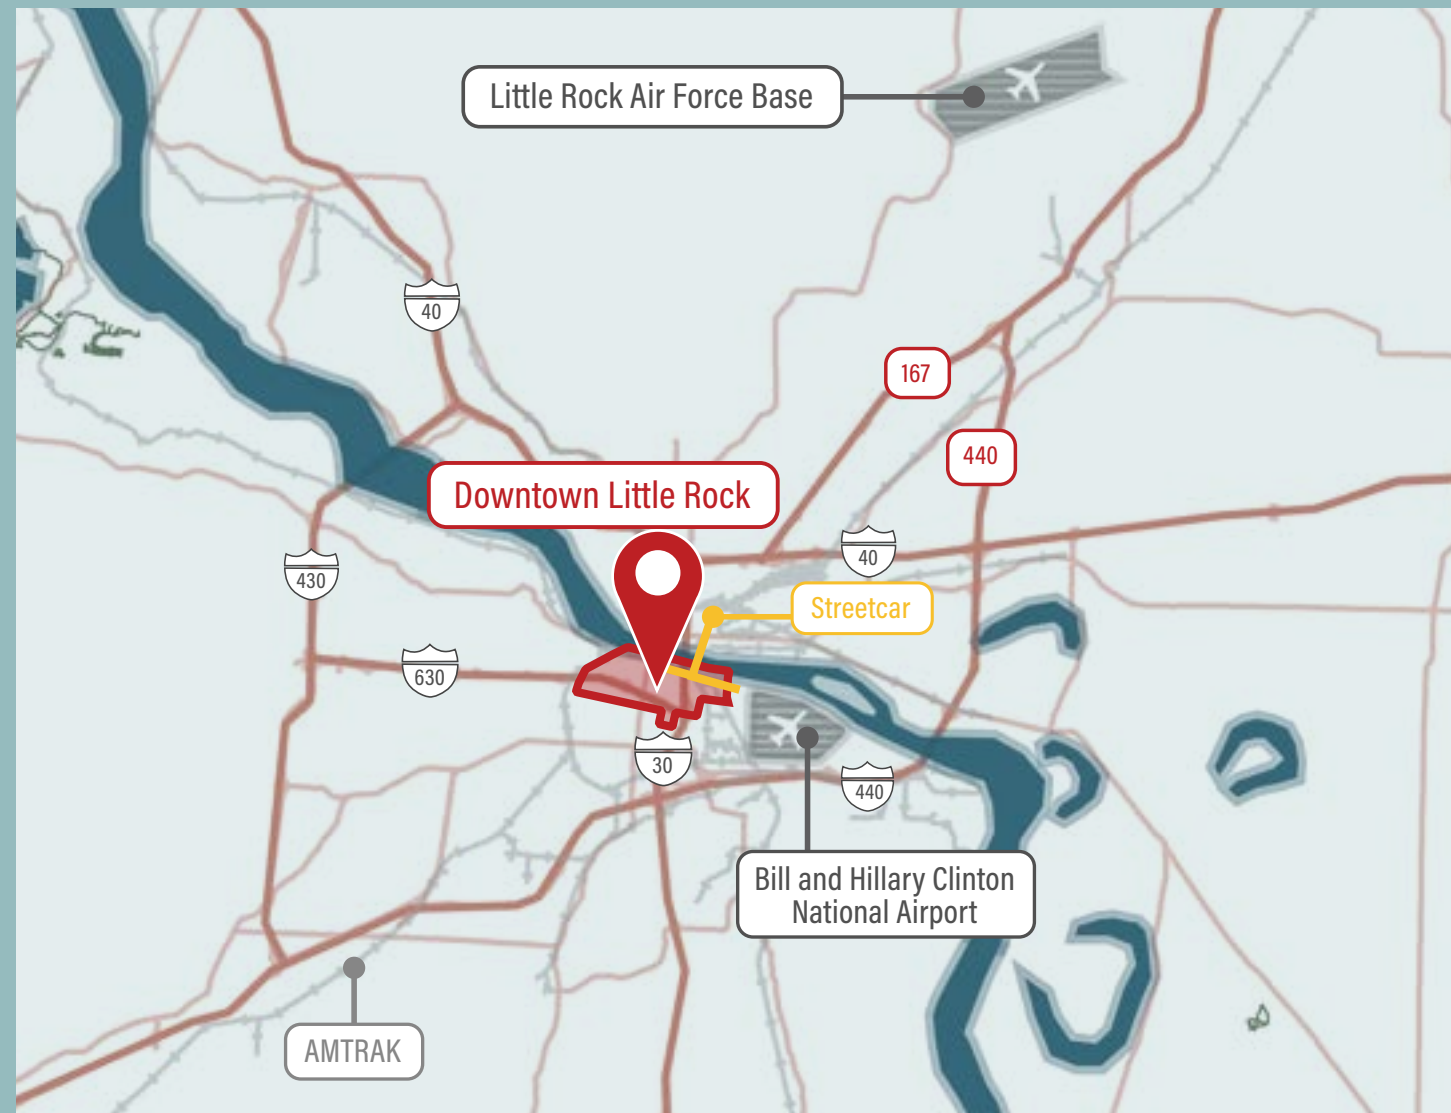 Little Rock Air Force Base
40
167
440
Downtown Little Rock
40
430
Streetcar
630
30
440
Bill and Hillary Clinton
National Airport
AMTRAK